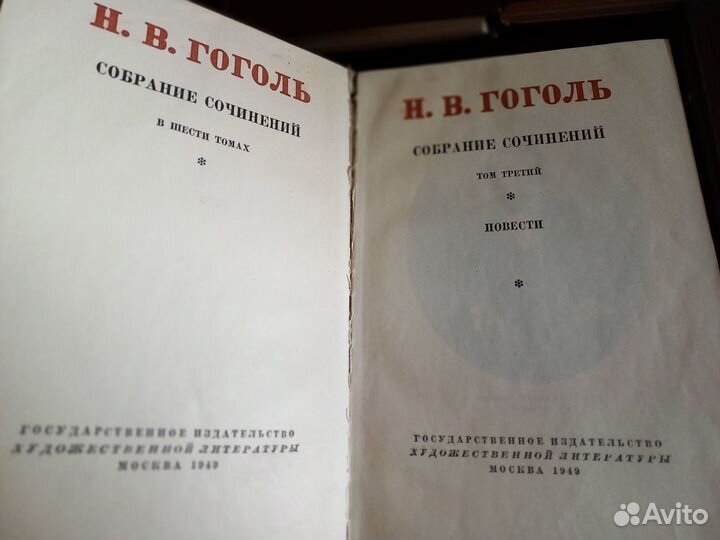 Н. В. ГОГОЛЬ
СОБРАНИЕ СОЧИНЕНИЙ
В ШЕСТИ ТОМАХ
*
ГОСУДАРСТВЕННОЕ ИЗДАТЕЛЬСТВО
ХУДОЖЕСТВЕННОЙ ЛИТЕРАТУРЫ
МОСКВА 1949
Н. В. ГОГОЛЬ
СОБРАНИЕ СОЧИНЕНИЙ
ТОМ ТРЕТИЙ
*
ПОВЕСТИ
*
ГОСУДАРСТВЕННОЕ ИЗДАТЕЛЬСТВО
ХУДОЖЕСТВЕННОЙ ЛИТЕРАТУРЫ
МОСКВА 1949
Avito